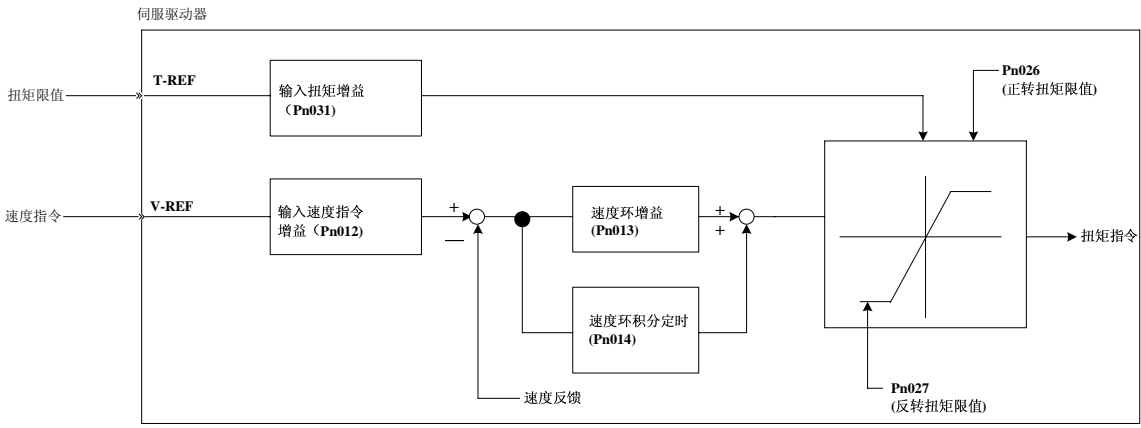 伺服驱动器
扭矩限值
T-REF
输入扭矩增益
（Pn031)
Pn026
(正转扭矩限值)
速度指令
V-REF
输入速度指令
增益（Pn012)
+
—
速度环增益
(Pn013)
+
+
扭矩指令
速度环积分定时
(Pn014)
速度反馈
Pn027
(反转扭矩限值)